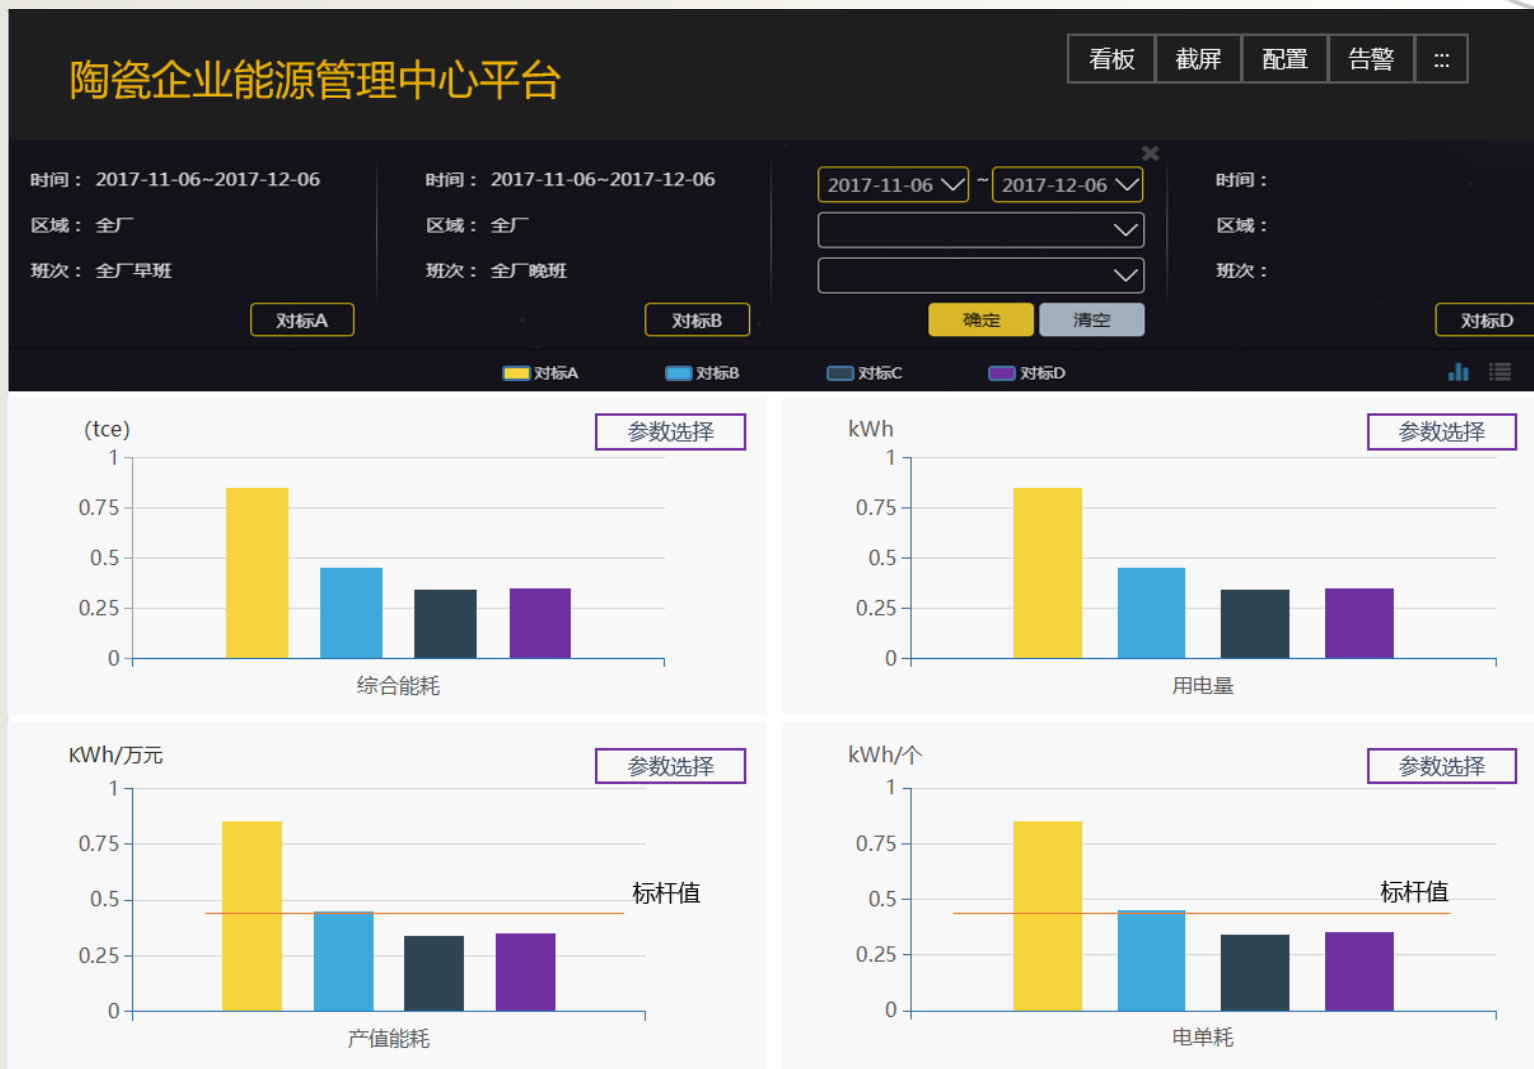 陶瓷企业能源管理中心平台
看板 截屏 配置 告警 :::
时间： 2017-11-06~2017-12-06
区域： 全厂
班次： 全厂早班
对标A
时间： 2017-11-06~2017-12-06
区域： 全厂
班次： 全厂晚班
对标B
2017-11-06 ~ 2017-12-06
确定 清空
时间：
区域：
班次：
对标D
对标A 对标B 对标C 对标D
(tce)
参数选择
1
0.75
0.5
0.25
0
综合能耗
kWh
参数选择
1
0.75
0.5
0.25
0
用电量
KWh/万元
参数选择
1
0.75
0.5
标杆值
0.25
0
产值能耗
kWh/个
参数选择
1
0.75
0.5
标杆值
0.25
0
电单耗